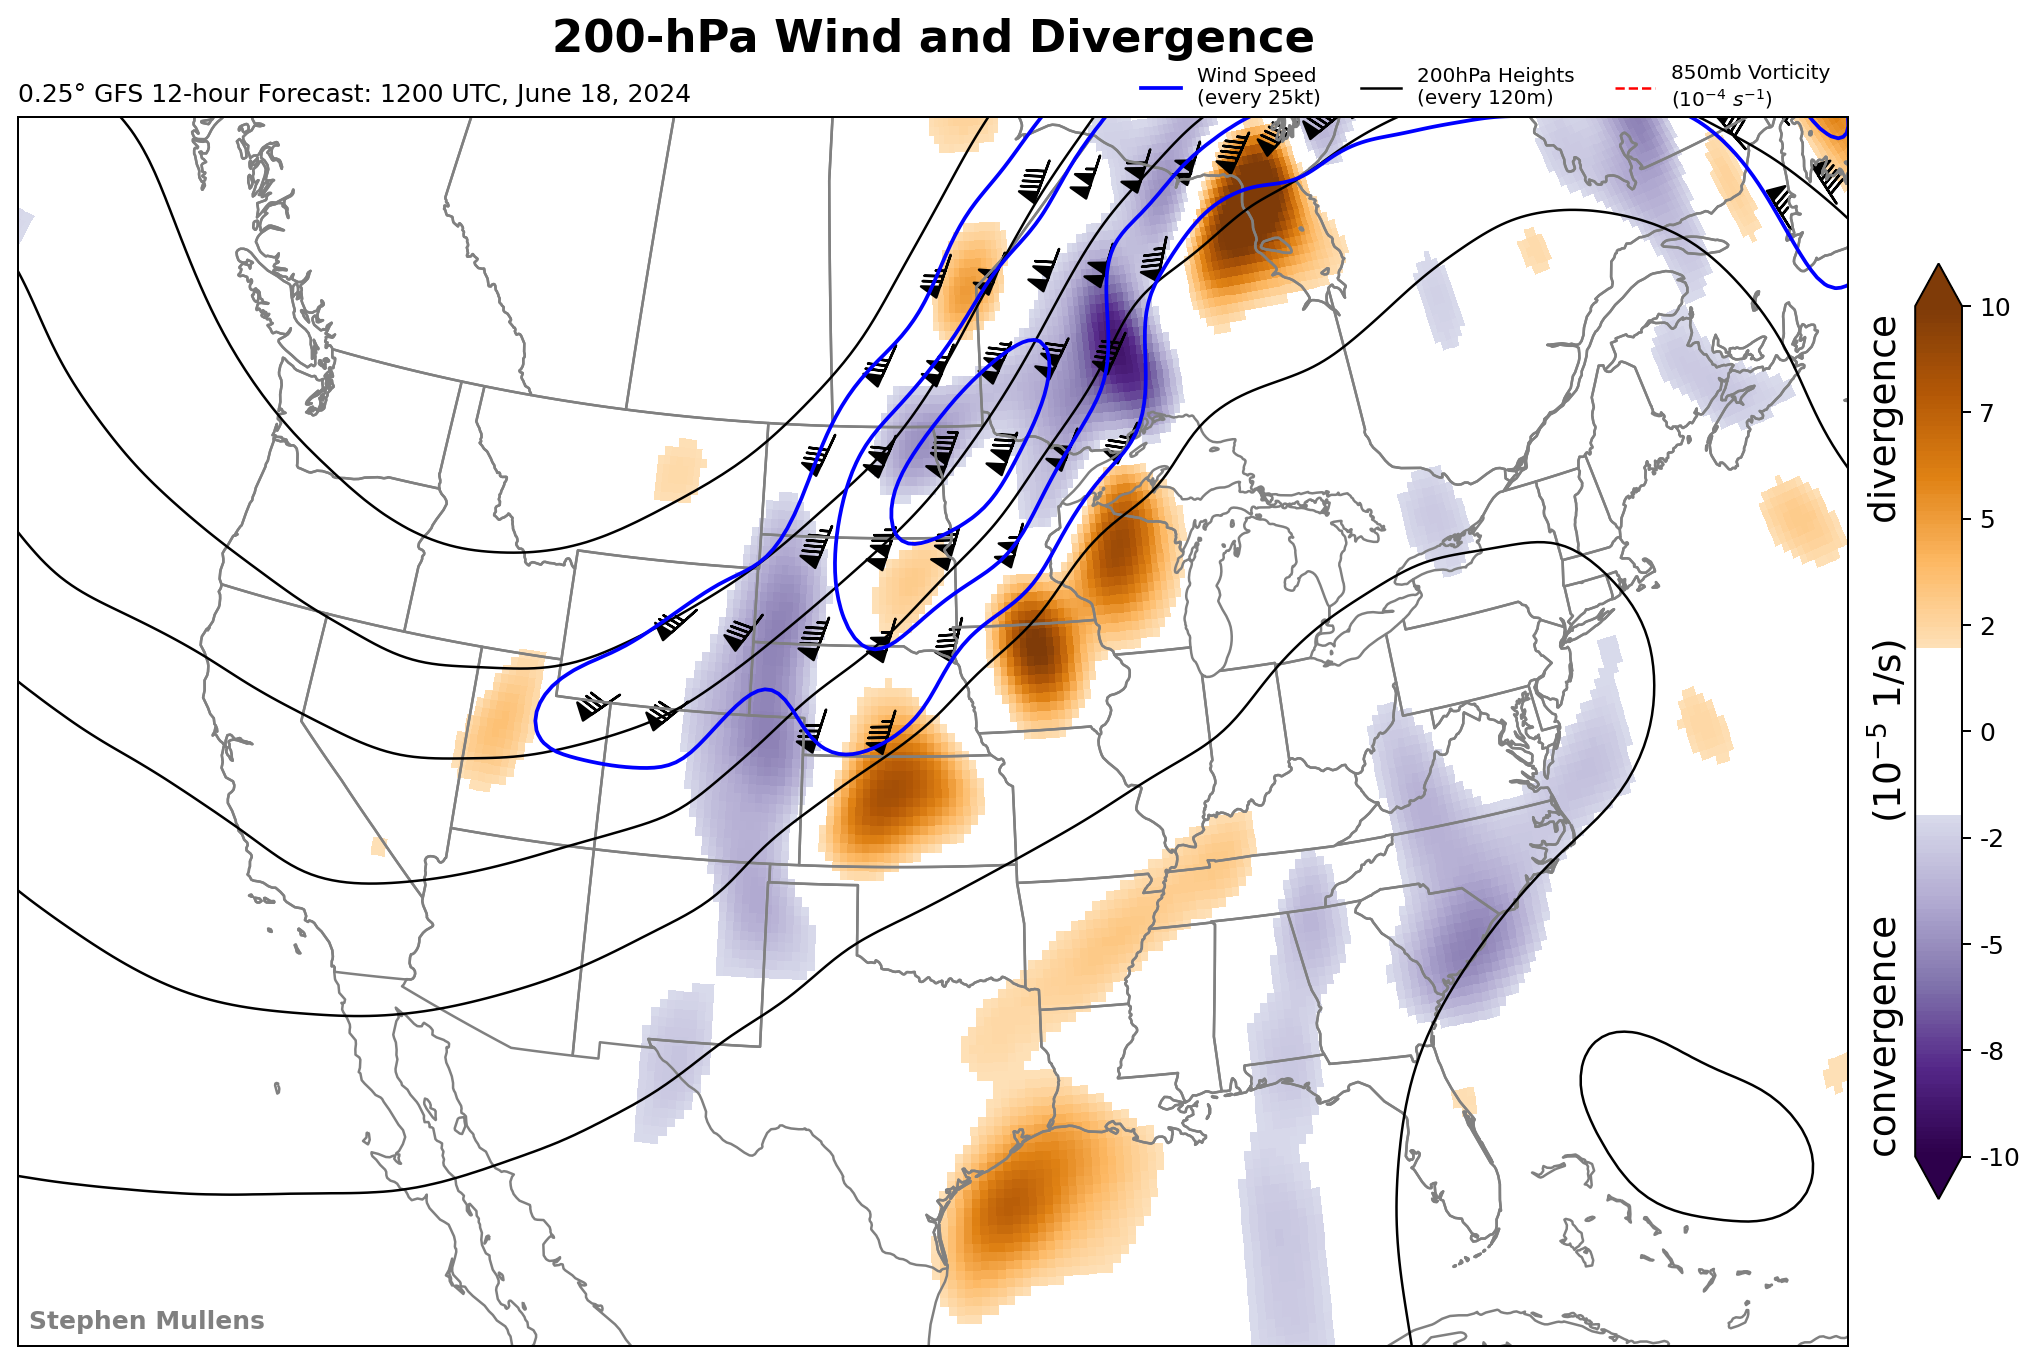 200-hPa Wind and Divergence
0.25° GFS 12-hour Forecast: 1200 UTC, June 18, 2024
Wind Speed
(every 25kt)
200hPa Heights
(every 120m)
850mb Vorticity
(10⁻⁴ s⁻¹)
10
7
5
2
0
-2
-5
-8
-10
convergence (10⁻⁵ 1/s) divergence
Stephen Mullens